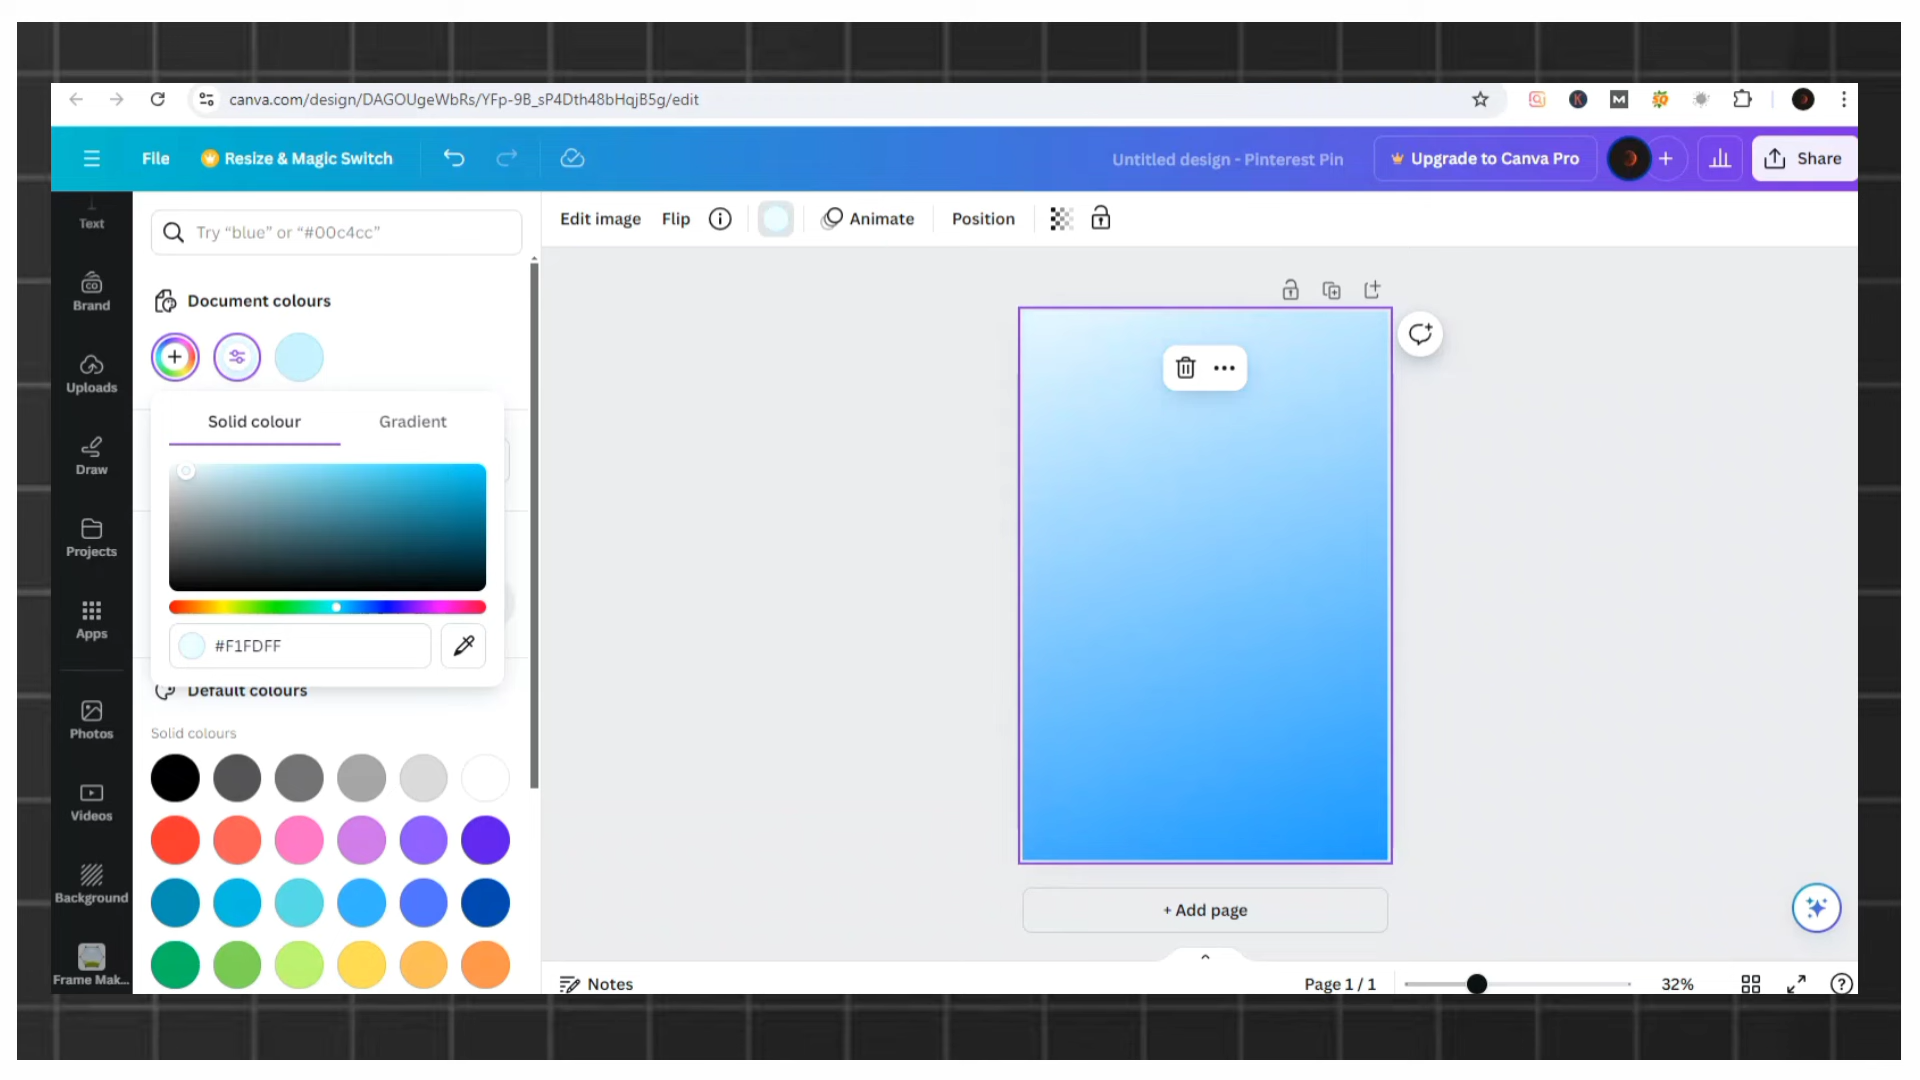 canva.com/design/DAGOUgeWbRs/YFp-9B_sP4Dth48bHqjB5g/edit
File
Resize & Magic Switch
Untitled design - Pinterest Pin
Upgrade to Canva Pro
Share
Text
Brand
Uploads
Draw
Projects
Apps
Photos
Videos
Background
Frame Mak...
Try “blue” or “#00c4cc”
Document colours
Solid colour
Gradient
#F1FDFF
Default colours
Solid colours
Edit image
Flip
Animate
Position
+ Add page
Notes
Page 1 / 1
32%